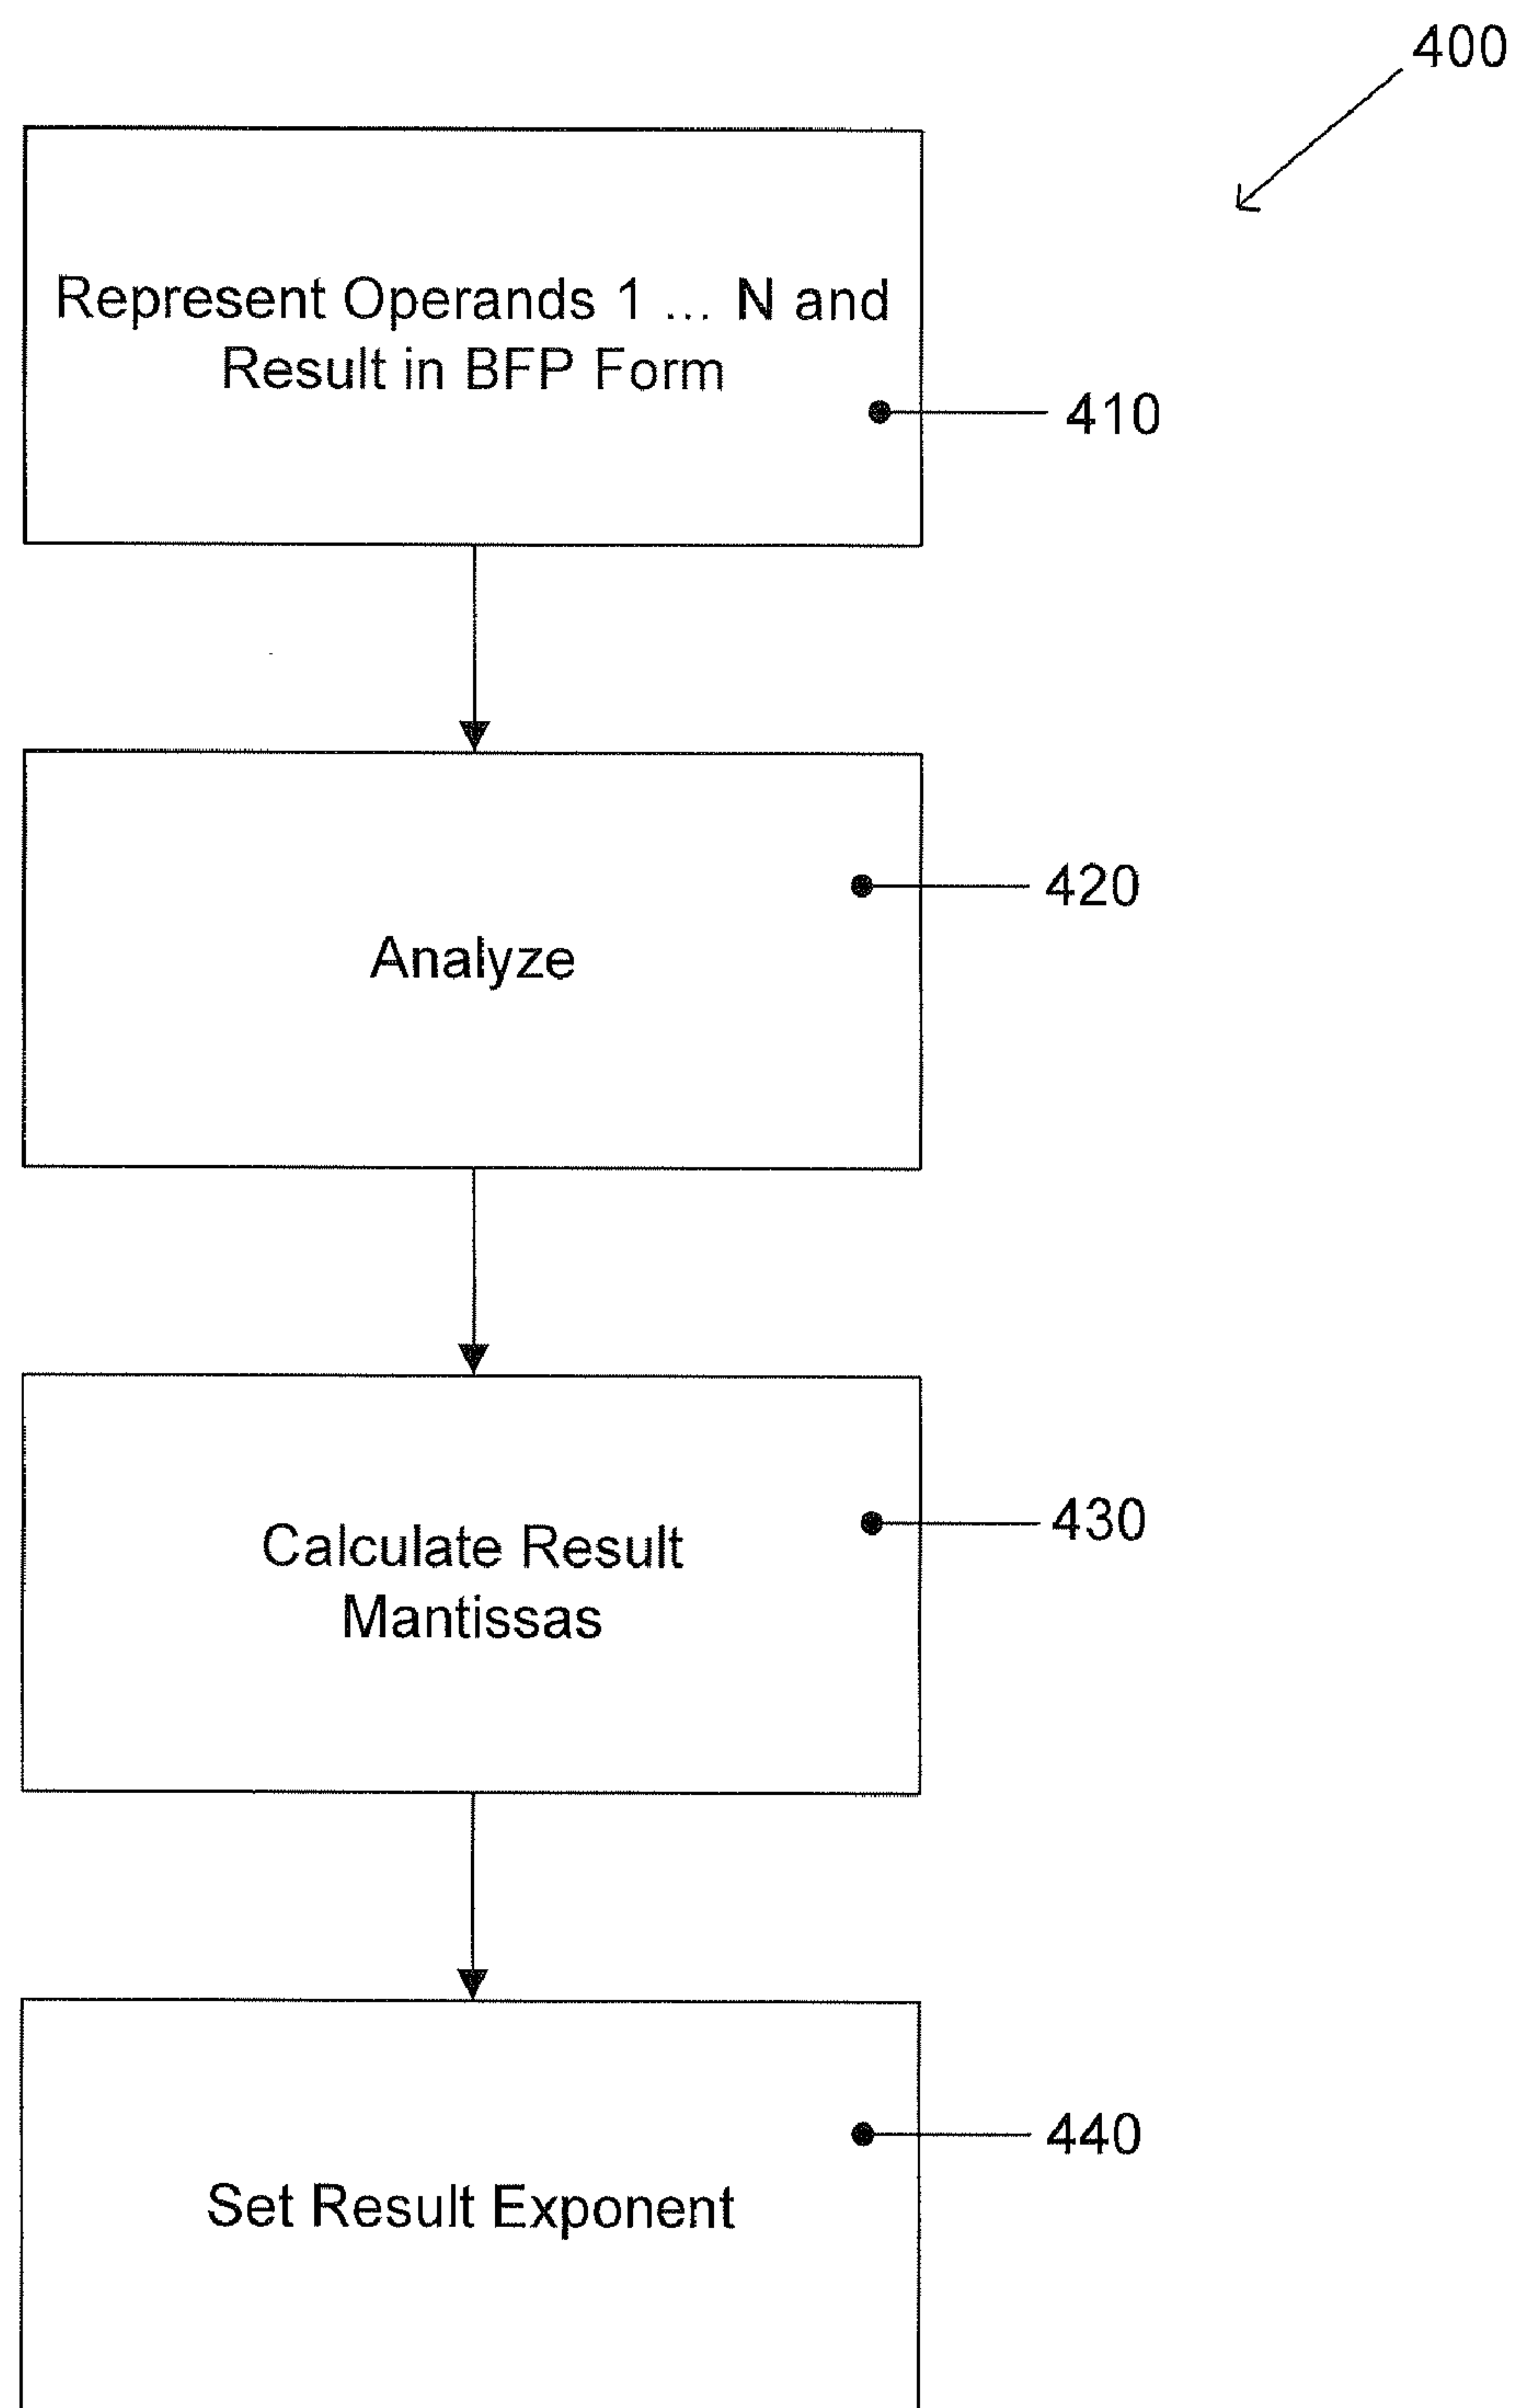 400
Represent Operands 1 ... N and
Result in BFP Form
410
420
Analyze
430
Calculate Result
Mantissas
440
Set Result Exponent